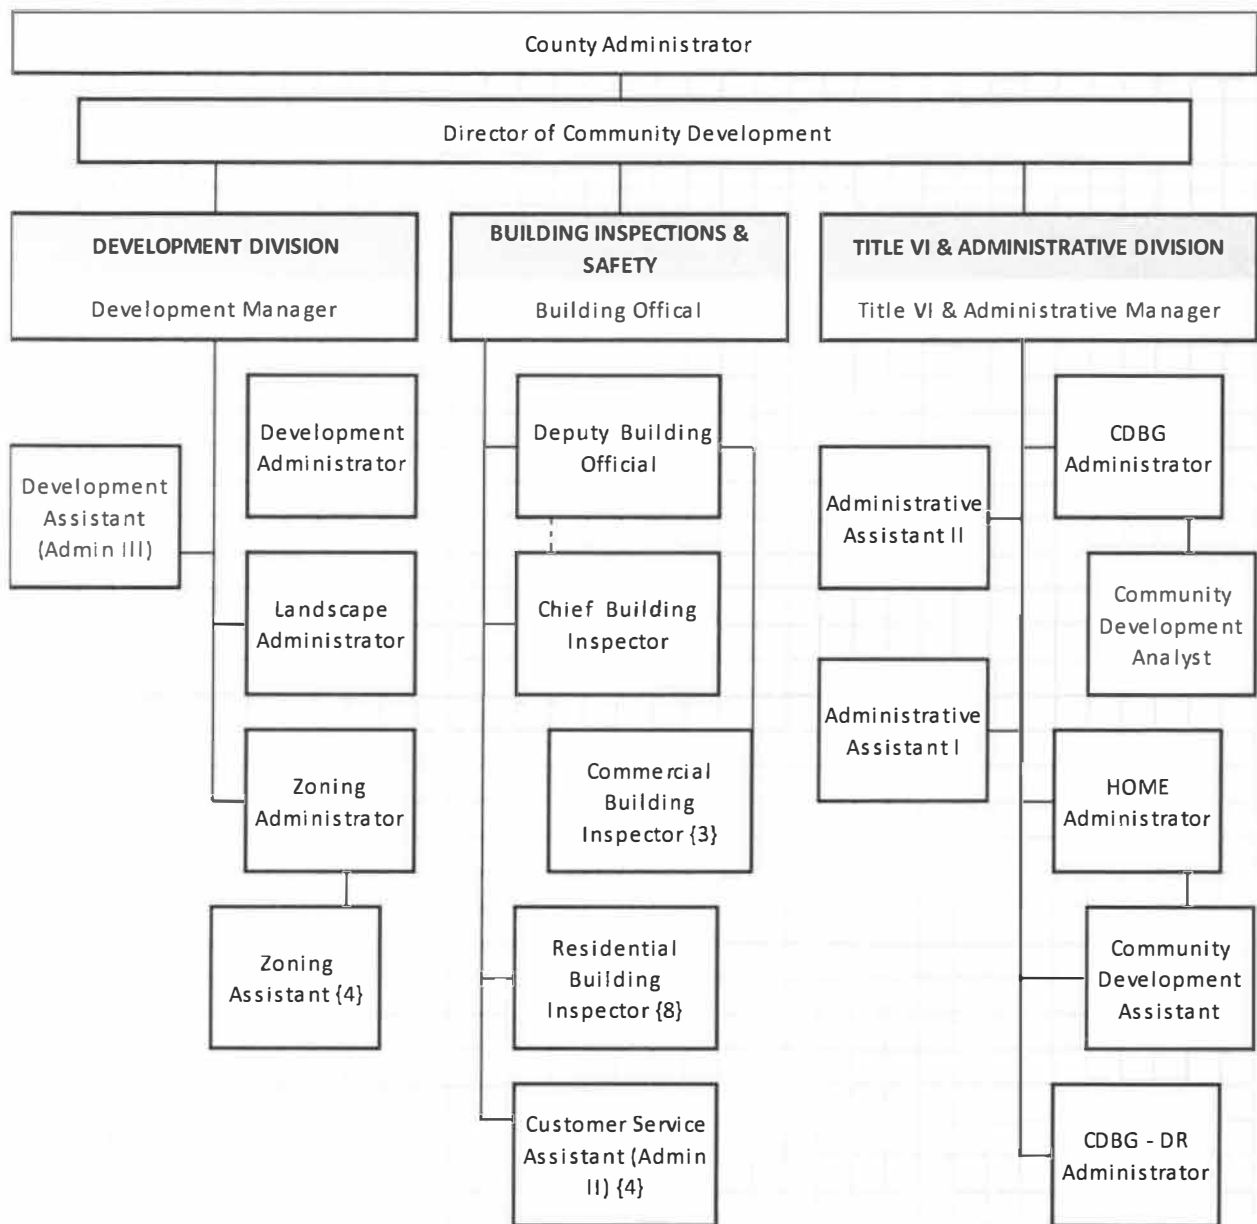 County Administrator
Director of Community Development
DEVELOPMENT DIVISION
Development Manager
BUILDING INSPECTIONS &
SAFETY
Building Offical
TITLE VI & ADMINISTRATIVE DIVISION
Title VI & Administrative Manager
Development
Administrator
Development
Assistant
(Admin III)
Landscape
Administrator
Zoning
Administrator
Zoning
Assistant {4}
Deputy Building
Official
Chief Building
Inspector
Commercial
Building
Inspector {3}
Residential
Building
Inspector {8}
Customer Service
Assistant (Admin
II) {4}
CDBG
Administrator
Administrative
Assistant II
Community
Development
Analyst
Administrative
Assistant I
HOME
Administrator
Community
Development
Assistant
CDBG - DR
Administrator